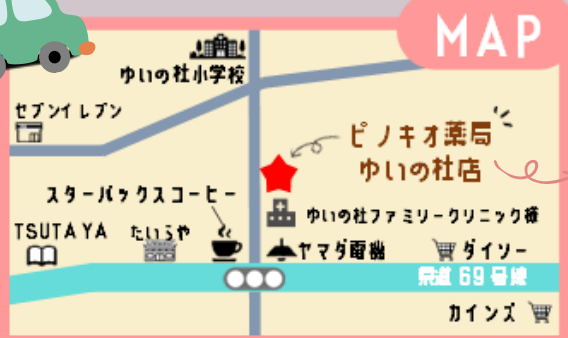 MAP
ゆいの杜小学校
セブンイレブン
ピノキオ薬局
ゆいの杜店
スターバックスコーヒー
ゆいの杜ファミリークリニック様
TSUTAYA
たいらや
ヤマダ電機
ダイソー
県道69号線
カインズ